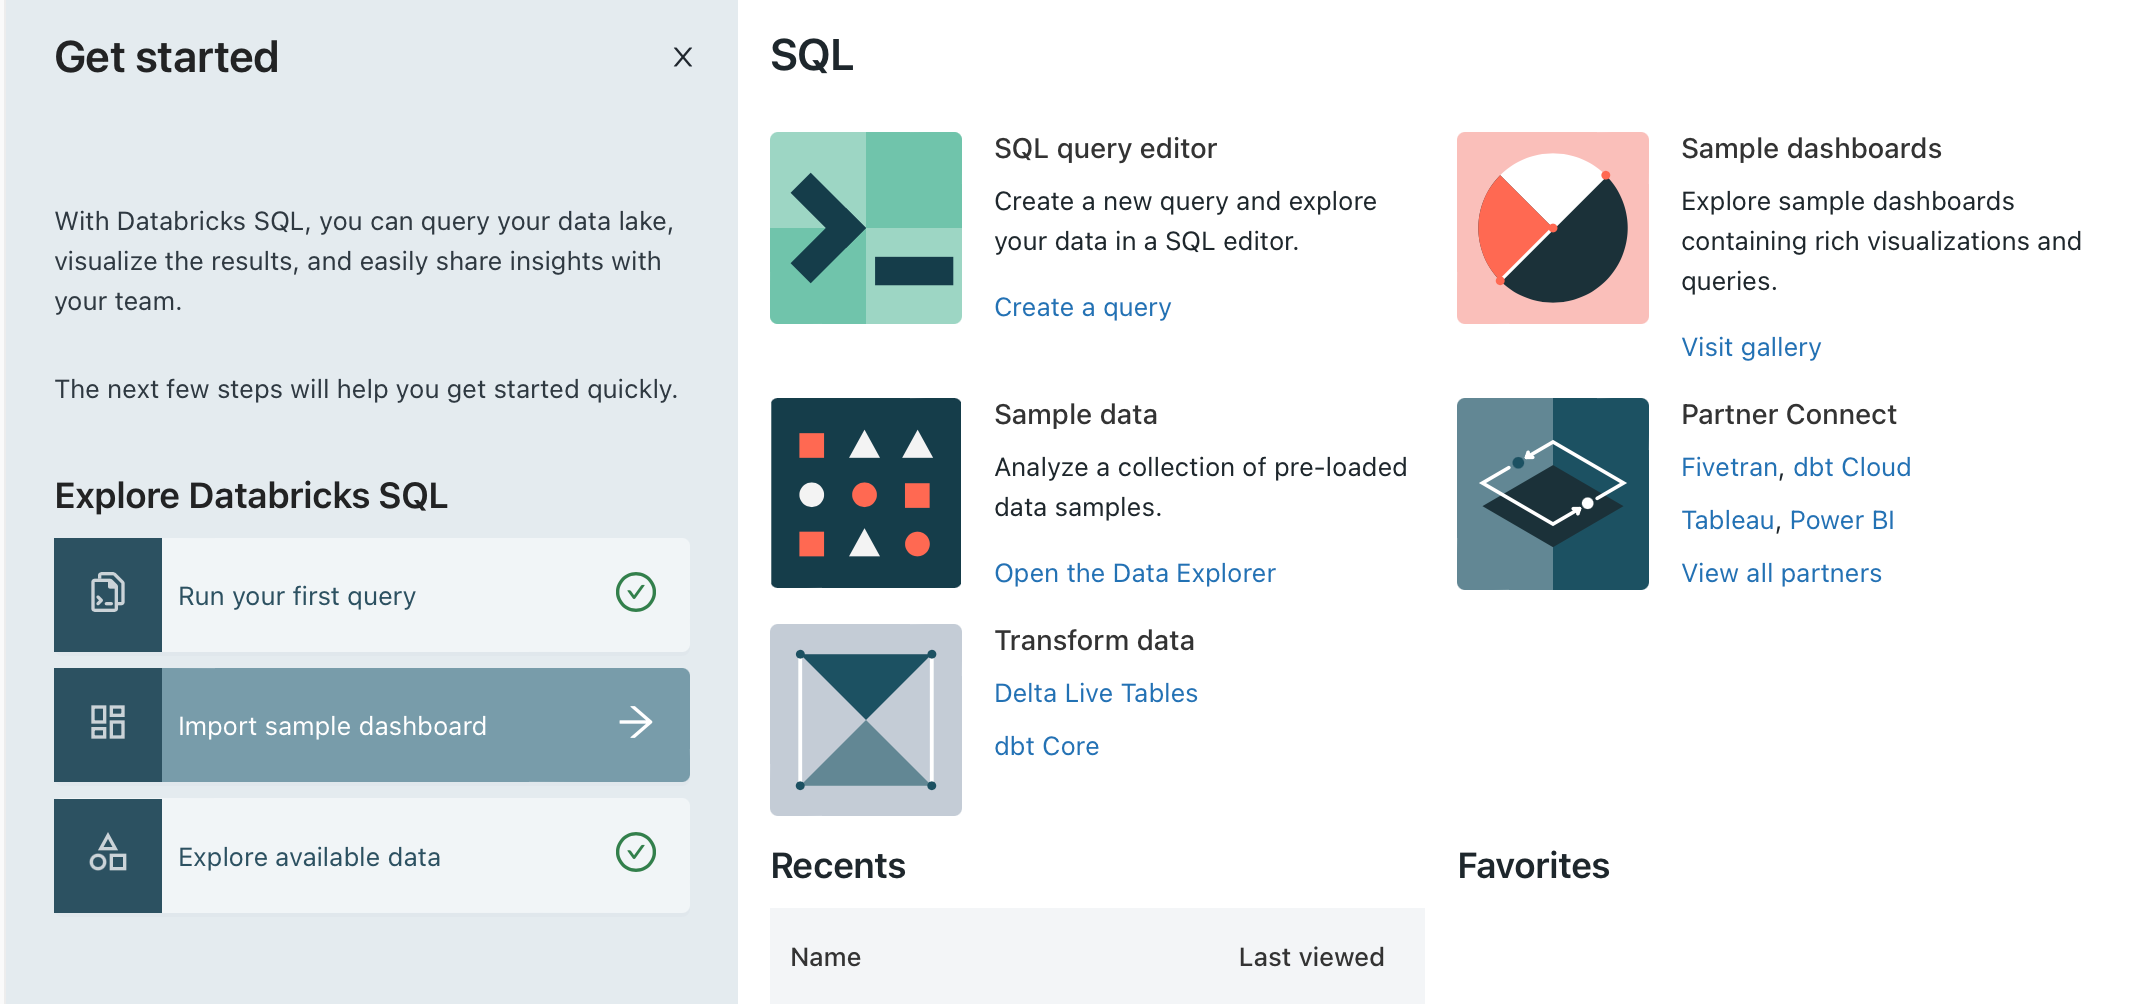 Get started
With Databricks SQL, you can query your data lake,
visualize the results, and easily share insights with
your team.
The next few steps will help you get started quickly.
Explore Databricks SQL
Run your first query
Import sample dashboard
Explore available data
SQL
SQL query editor
Create a new query and explore
your data in a SQL editor.
Create a query
Sample dashboards
Explore sample dashboards
containing rich visualizations and
queries.
Visit gallery
Sample data
Analyze a collection of pre-loaded
data samples.
Open the Data Explorer
Partner Connect
Fivetran, dbt Cloud
Tableau, Power BI
View all partners
Transform data
Delta Live Tables
dbt Core
Recents
Name Last viewed
Favorites